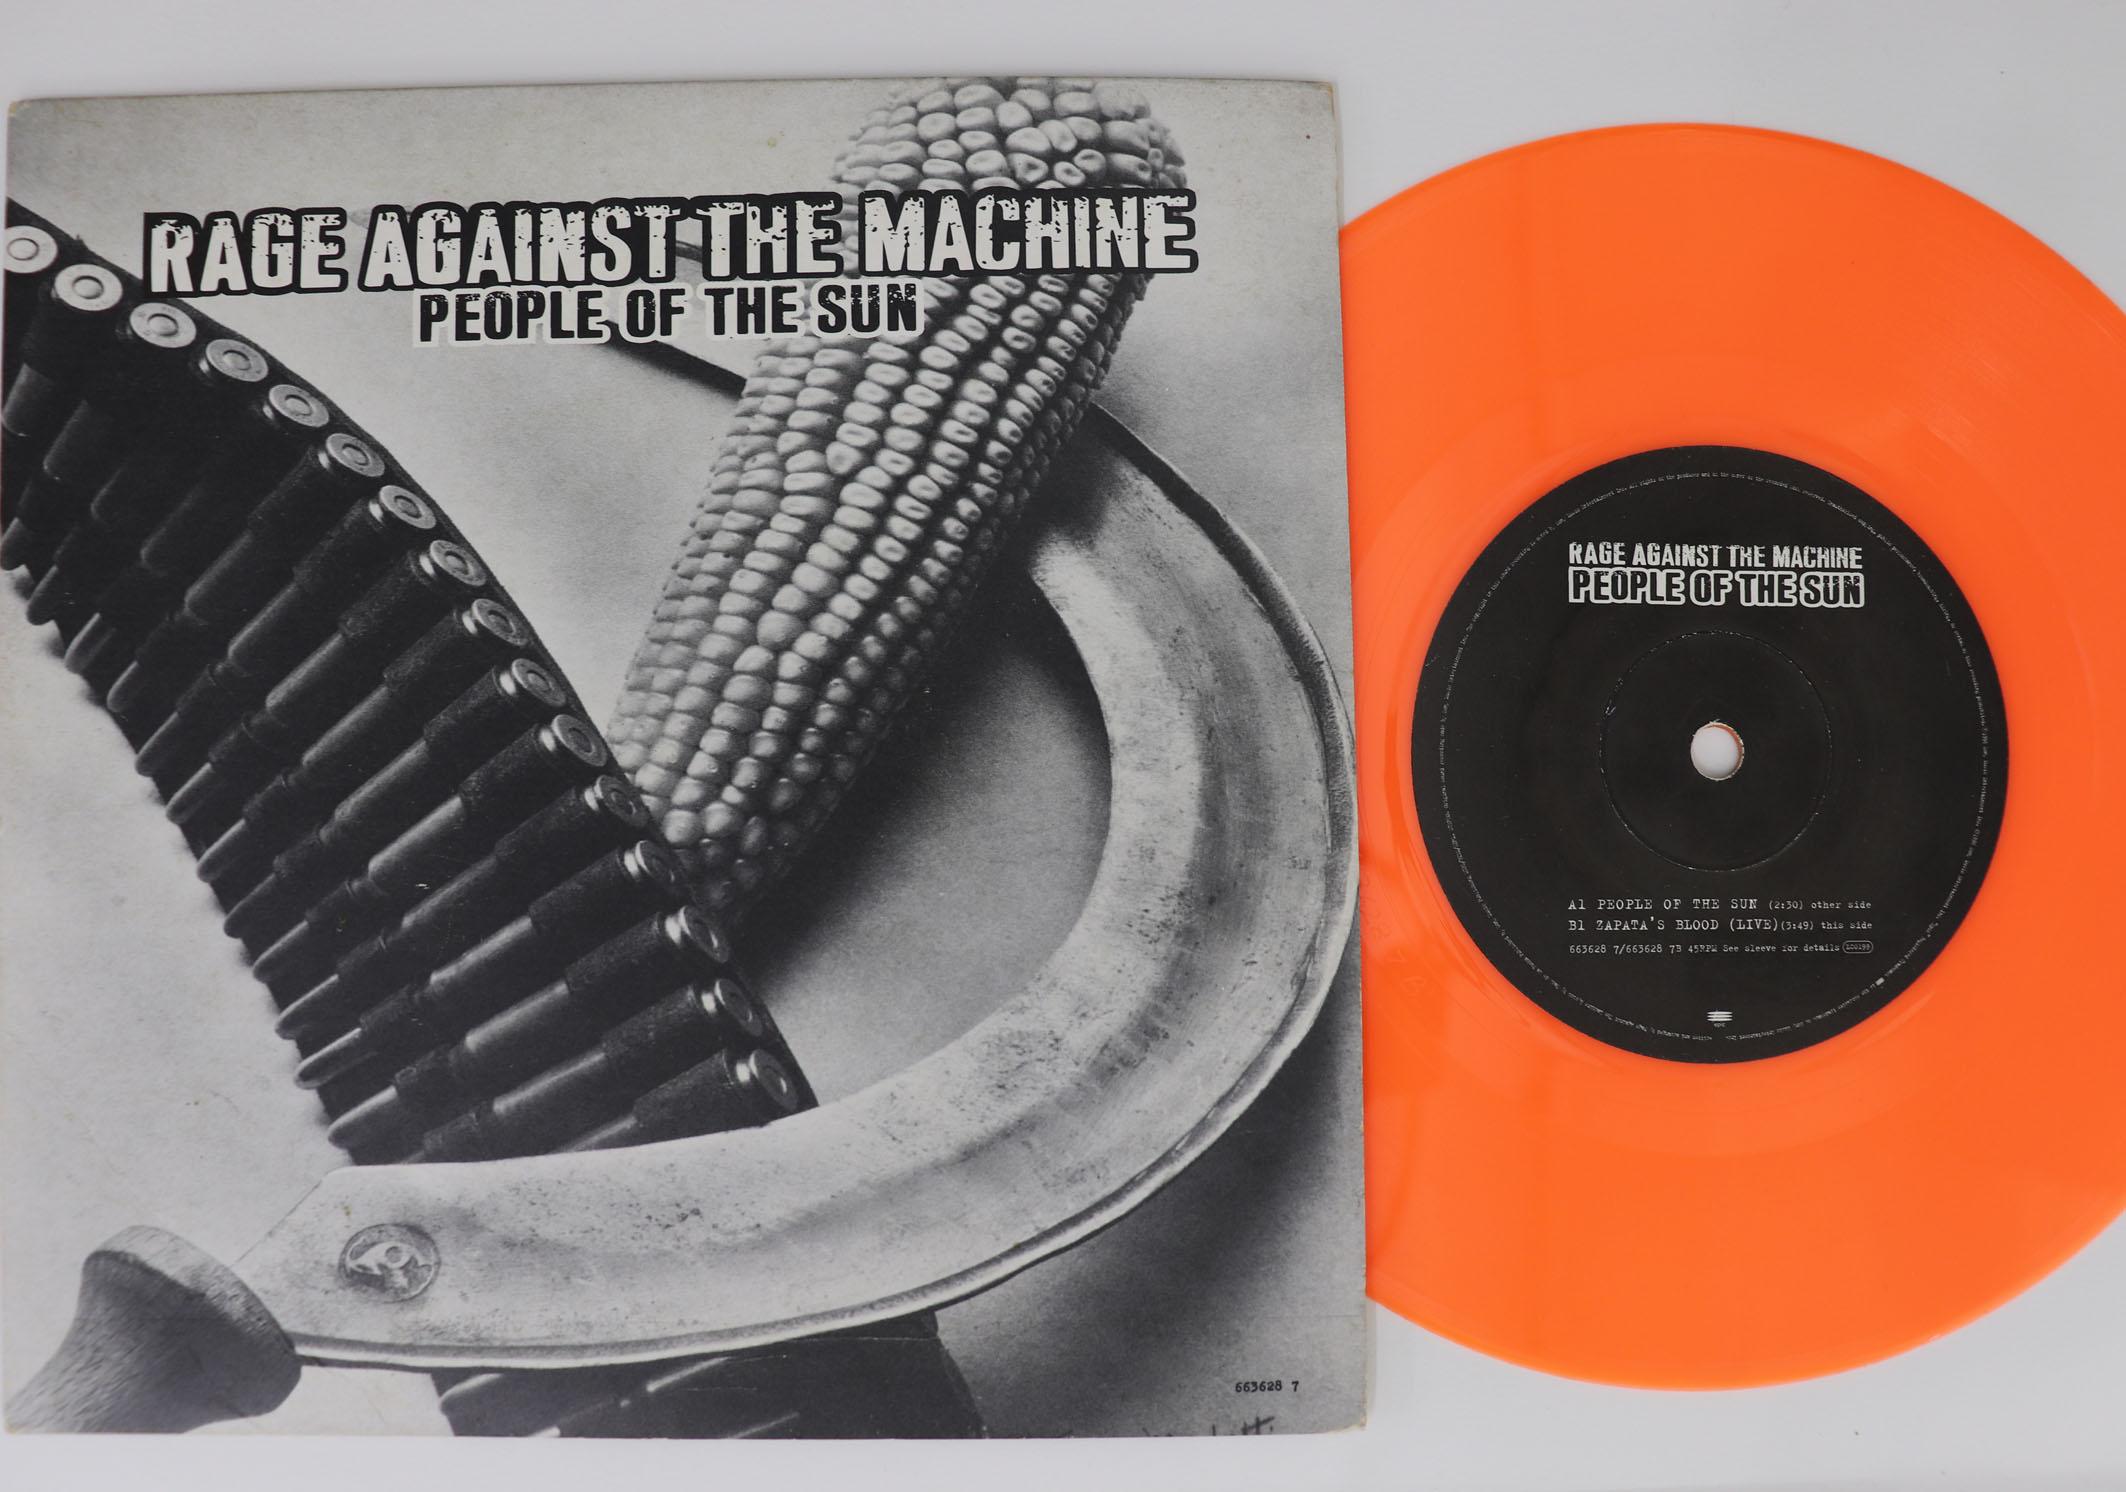 RAGE AGAINST THE MACHINE
PEOPLE OF THE SUN
663628 7
RAGE AGAINST THE MACHINE
PEOPLE OF THE SUN
A1 PEOPLE OF THE SUN (2:30) other side
B1 ZAPATA'S BLOOD (LIVE)(3:49) this side
663628 7/663628 7B 45RPM See sleeve for details LC0199